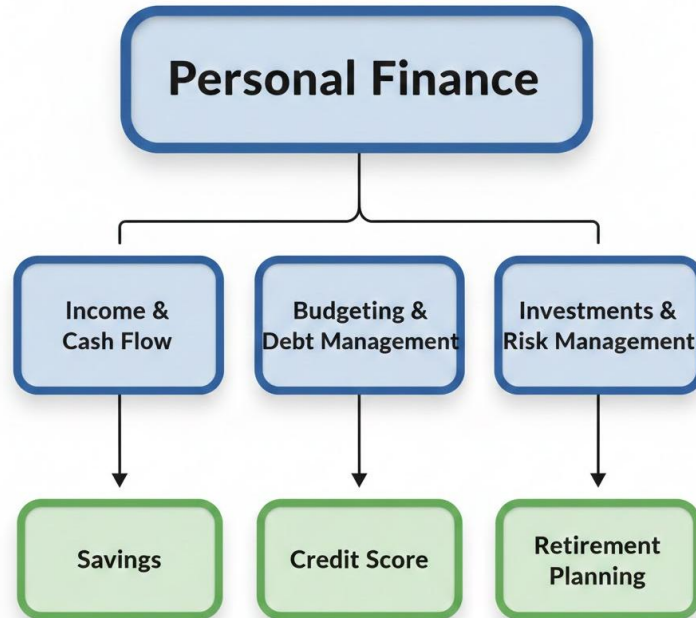 Personal Finance
Income &
Cash Flow
Budgeting &
Debt Management
Investments &
Risk Management
Savings
Credit Score
Retirement
Planning